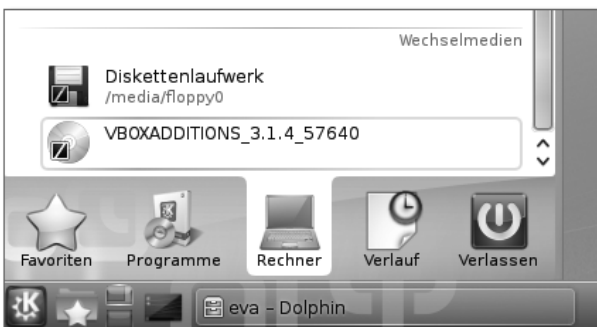 Wechselmedien
Diskettenlaufwerk
/media/floppy0
VBOXADDITIONS_3.1.4_57640
Favoriten Programme Rechner Verlauf Verlassen
eva – Dolphin